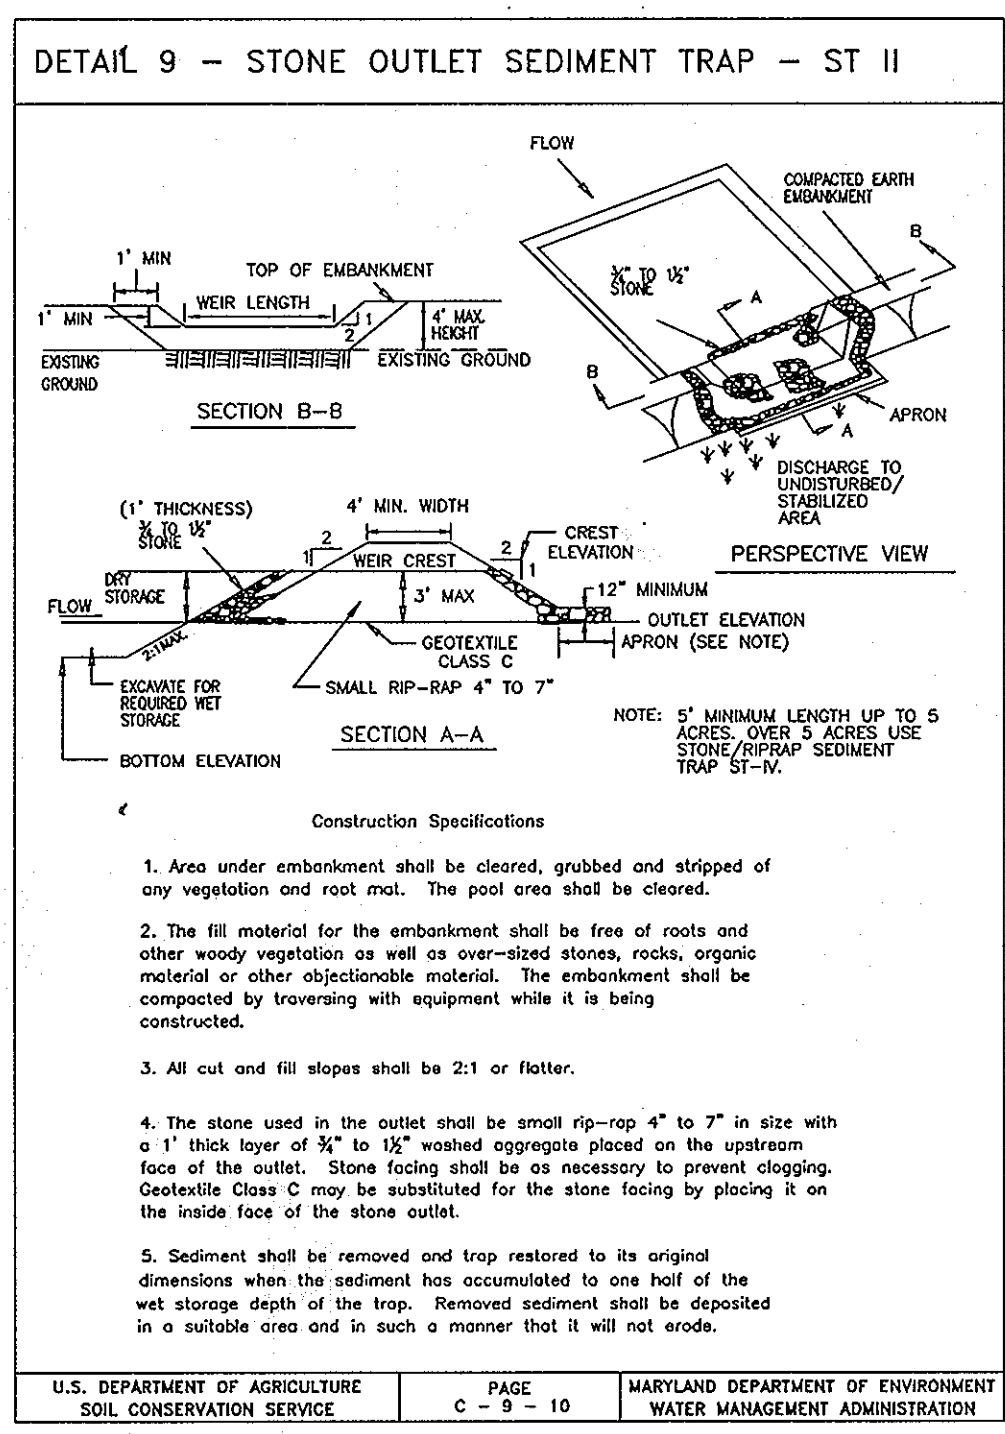 DETAIL 9 – STONE OUTLET SEDIMENT TRAP – ST II
FLOW
COMPACTED EARTH
EMBANKMENT
B
¾" TO 1½"
STONE
A
B
A
APRON
DISCHARGE TO
UNDISTURBED/
STABILIZED
AREA
PERSPECTIVE VIEW
1' MIN
TOP OF EMBANKMENT
WEIR LENGTH
1' MIN
1
2
4' MAX.
HEIGHT
EXISTING
GROUND
EXISTING GROUND
SECTION B–B
(1' THICKNESS)
¾ TO 1½"
STONE
4' MIN. WIDTH
2
1
WEIR CREST
2
1
CREST
ELEVATION
DRY
STORAGE
3' MAX
12" MINIMUM
FLOW
OUTLET ELEVATION
2:1 MAX.
GEOTEXTILE
CLASS C
APRON (SEE NOTE)
EXCAVATE FOR
REQUIRED WET
STORAGE
SMALL RIP–RAP 4" TO 7"
SECTION A–A
BOTTOM ELEVATION
NOTE: 5' MINIMUM LENGTH UP TO 5
ACRES. OVER 5 ACRES USE
STONE/RIPRAP SEDIMENT
TRAP ST–IV.
Construction Specifications
1. Area under embankment shall be cleared, grubbed and stripped of
any vegetation and root mat. The pool area shall be cleared.
2. The fill material for the embankment shall be free of roots and
other woody vegetation as well as over–sized stones, rocks, organic
material or other objectionable material. The embankment shall be
compacted by traversing with equipment while it is being
constructed.
3. All cut and fill slopes shall be 2:1 or flatter.
4. The stone used in the outlet shall be small rip–rap 4" to 7" in size with
a 1' thick layer of ¾" to 1½" washed aggregate placed on the upstream
face of the outlet. Stone facing shall be as necessary to prevent clogging.
Geotextile Class C may be substituted for the stone facing by placing it on
the inside face of the stone outlet.
5. Sediment shall be removed and trap restored to its original
dimensions when the sediment has accumulated to one half of the
wet storage depth of the trap. Removed sediment shall be deposited
in a suitable area and in such a manner that it will not erode.
U.S. DEPARTMENT OF AGRICULTURE
SOIL CONSERVATION SERVICE
PAGE
C – 9 – 10
MARYLAND DEPARTMENT OF ENVIRONMENT
WATER MANAGEMENT ADMINISTRATION